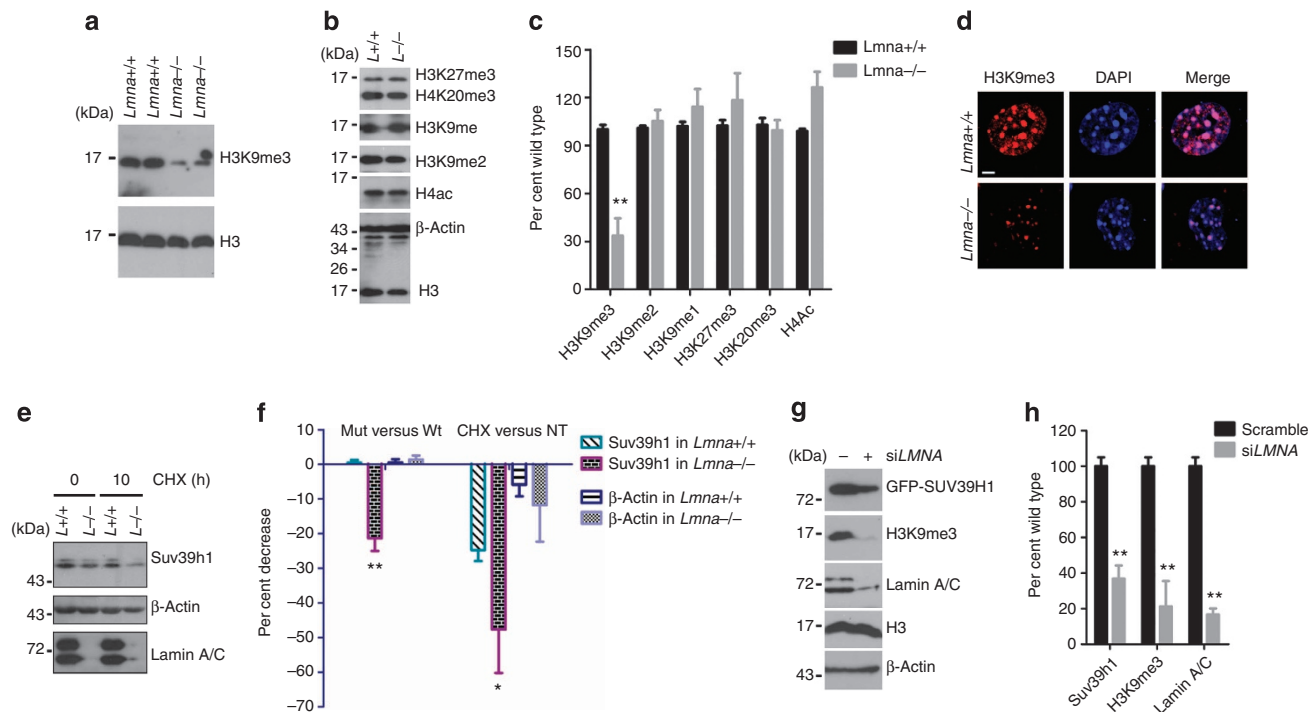 a
(kDa)
Lmna+/+
Lmna+/+
Lmna−/−
Lmna−/−
17
H3K9me3
17
H3
b
(kDa)
L+/+
L−/−
17
H3K27me3
H4K20me3
17
H3K9me
17
H3K9me2
17
H4ac
43
β-Actin
34
26
17
H3
c
Per cent wild type
150
120
90
60
30
0
**
Lmna+/+
Lmna−/−
H3K9me3
H3K9me2
H3K9me1
H3K27me3
H3K20me3
H4Ac
d
H3K9me3
DAPI
Merge
Lmna+/+
Lmna−/−
e
0
10
CHX (h)
(kDa)
L+/+
L−/−
L+/+
L−/−
Suv39h1
43
β-Actin
43
72
Lamin A/C
f
Per cent decrease
10
0
−10
−20
−30
−40
−50
−60
−70
Mut versus Wt
CHX versus NT
**
*
Suv39h1 in Lmna+/+
Suv39h1 in Lmna−/−
β-Actin in Lmna+/+
β-Actin in Lmna−/−
g
(kDa)
−
+
siLMNA
GFP-SUV39H1
72
H3K9me3
17
72
Lamin A/C
17
H3
β-Actin
43
h
Scramble
siLMNA
Per cent wild type
120
100
80
60
40
20
0
**
**
**
Suv39h1
H3K9me3
Lamin A/C